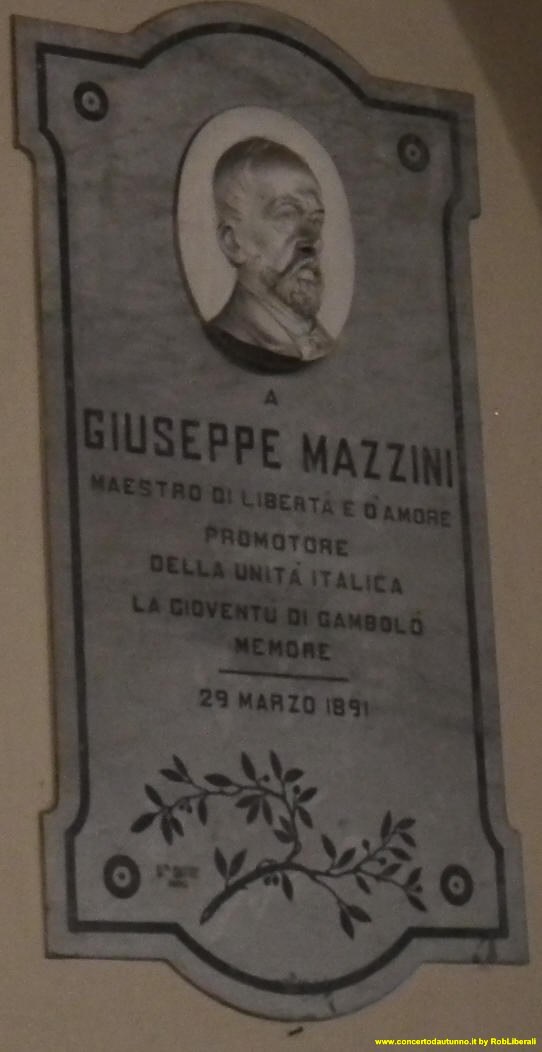 A
GIUSEPPE MAZZINI
MAESTRO DI LIBERTÀ E D'AMORE
PROMOTORE
DELLA UNITÀ ITALICA
LA GIOVENTÙ DI GAMBOLÒ
MEMORE
29 MARZO 1891
www.concertodautunno.it by RobLiberali